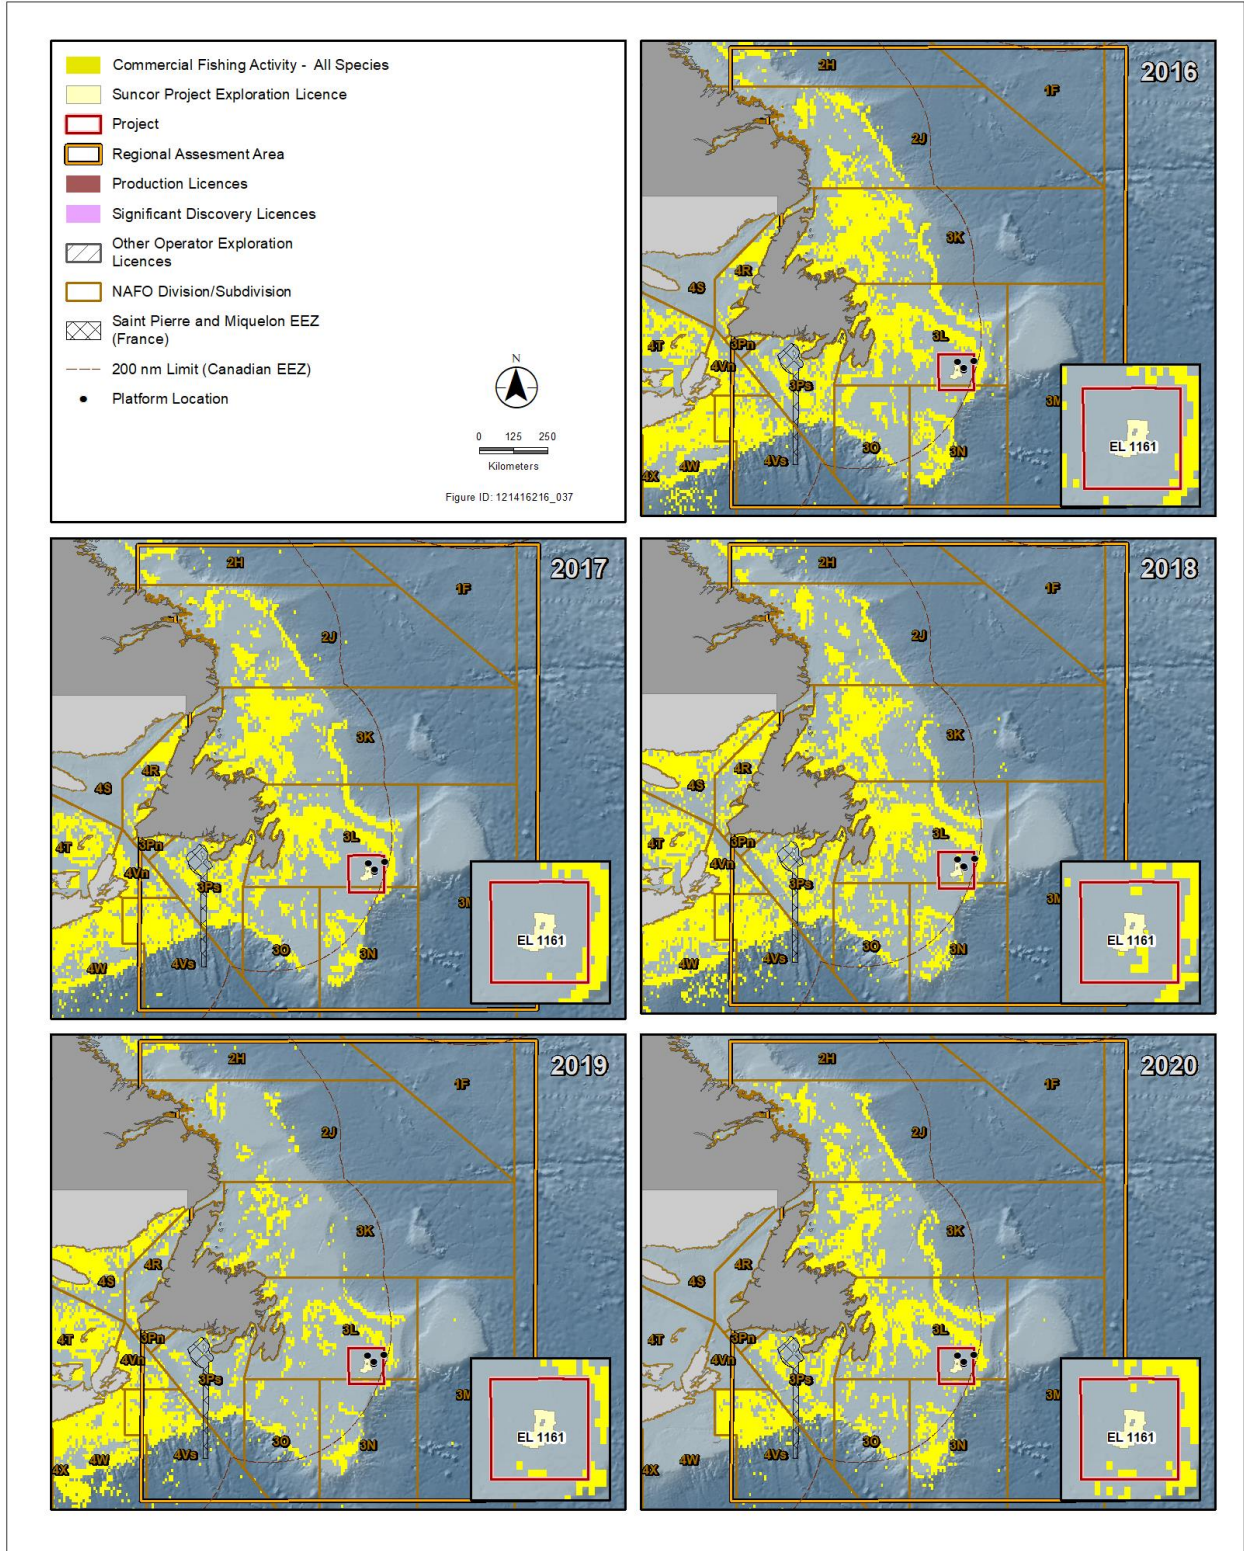 Commercial Fishing Activity - All Species
Suncor Project Exploration Licence
Project
Regional Assesment Area
Production Licences
Significant Discovery Licences
Other Operator Exploration
Licences
NAFO Division/Subdivision
Saint Pierre and Miquelon EEZ
(France)
200 nm Limit (Canadian EEZ)
Platform Location
N
0 125 250
Kilometers
Figure ID: 121416216_037
2016
2H
1F
2J
3K
4R
4S
3L
4T
3Pn
4Vn
3Ps
3M
3O
3N
4Vs
4W
4X
EL 1161
2017
2H
1F
2J
3K
4R
4S
3L
4T
3Pn
4Vn
3Ps
3M
3O
3N
4Vs
4W
EL 1161
2018
2H
1F
2J
3K
4R
4S
3L
4T
3Pn
4Vn
3Ps
3M
3O
3N
4Vs
4W
EL 1161
2019
2H
1F
2J
3K
4R
4S
3L
4T
3Pn
4Vn
3Ps
3M
3O
3N
4Vs
4W
4X
EL 1161
2020
2H
1F
2J
3K
4R
4S
3L
4T
3Pn
4Vn
3Ps
3M
3O
3N
4Vs
4W
4X
EL 1161